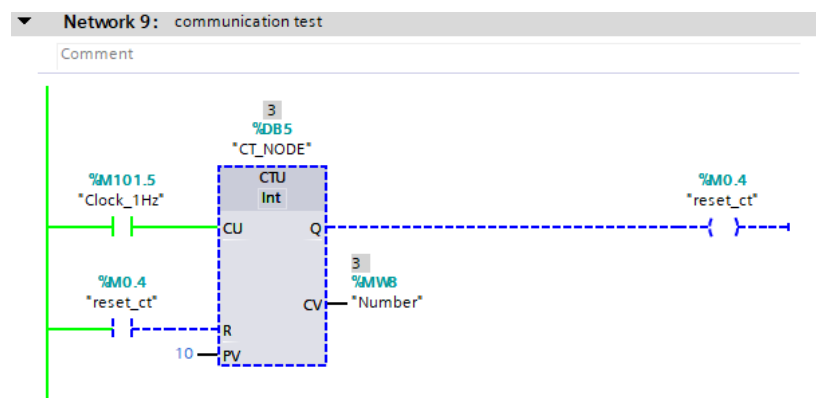 Network 9: communication test
Comment
3
%DB5
"CT_NODE"
CTU
Int
%M101.5
"Clock_1Hz"
%M0.4
"reset_ct"
CU
Q
3
%MW8
"Number"
CV
%M0.4
"reset_ct"
R
10
PV